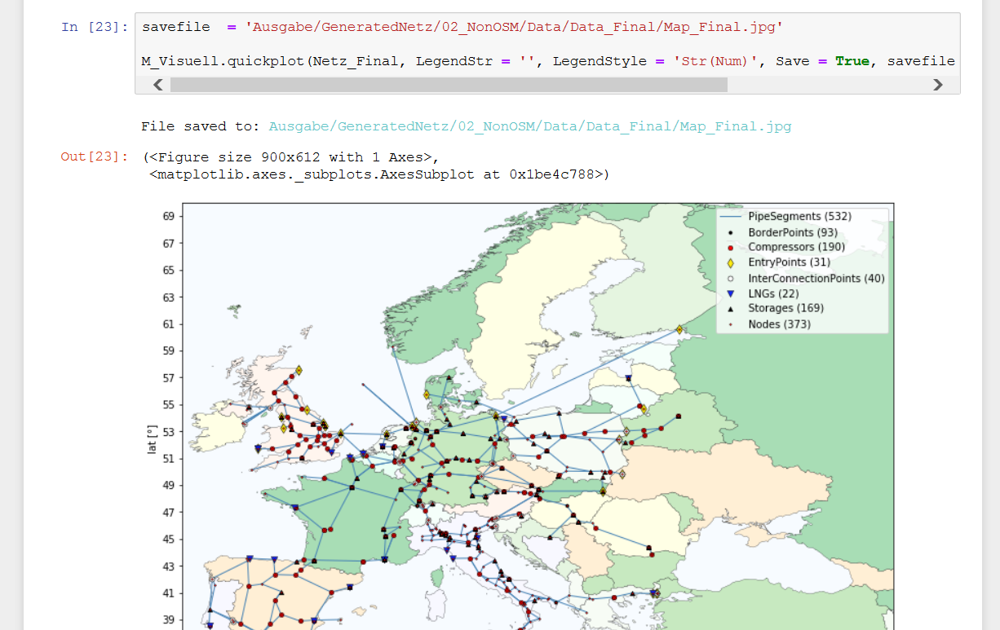 In [23]: savefile = 'Ausgabe/GeneratedNetz/02_NonOSM/Data/Data_Final/Map_Final.jpg'
M_Visuell.quickplot(Netz_Final, LegendStr = '', LegendStyle = 'Str(Num)', Save = True, savefile
File saved to: Ausgabe/GeneratedNetz/02_NonOSM/Data/Data_Final/Map_Final.jpg
Out[23]: (<Figure size 900x612 with 1 Axes>,
<matplotlib.axes._subplots.AxesSubplot at 0x1be4c788>)
PipeSegments (532)
BorderPoints (93)
Compressors (190)
EntryPoints (31)
InterConnectionPoints (40)
LNGs (22)
Storages (169)
Nodes (373)
69
67
65
63
61
59
57
55
53
51
49
47
45
43
41
39
lat [°]